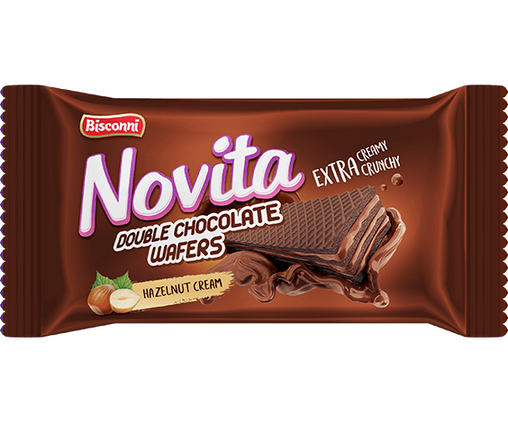 Bisconni
Novita
DOUBLE CHOCOLATE
WAFERS
EXTRA CREAMY
CRUNCHY
HAZELNUT CREAM